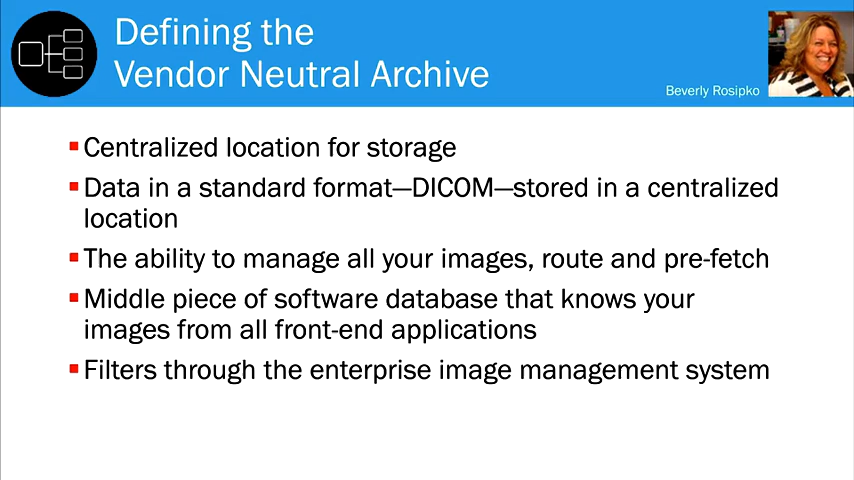 Defining the
Vendor Neutral Archive
Beverly Rosipko
Centralized location for storage
Data in a standard format—DICOM—stored in a centralized
location
The ability to manage all your images, route and pre-fetch
Middle piece of software database that knows your
images from all front-end applications
Filters through the enterprise image management system